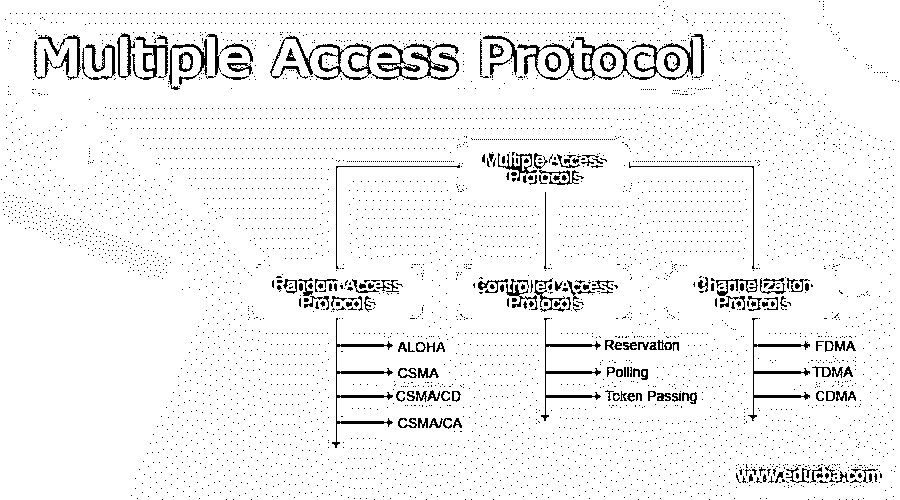 Multiple Access Protocol
Multiple Access
Protocols
Random Access
Protocols
Controlled Access
Protocols
Channelization
Protocols
ALOHA
CSMA
CSMA/CD
CSMA/CA
Reservation
Polling
Token Passing
FDMA
TDMA
CDMA
www.educba.com